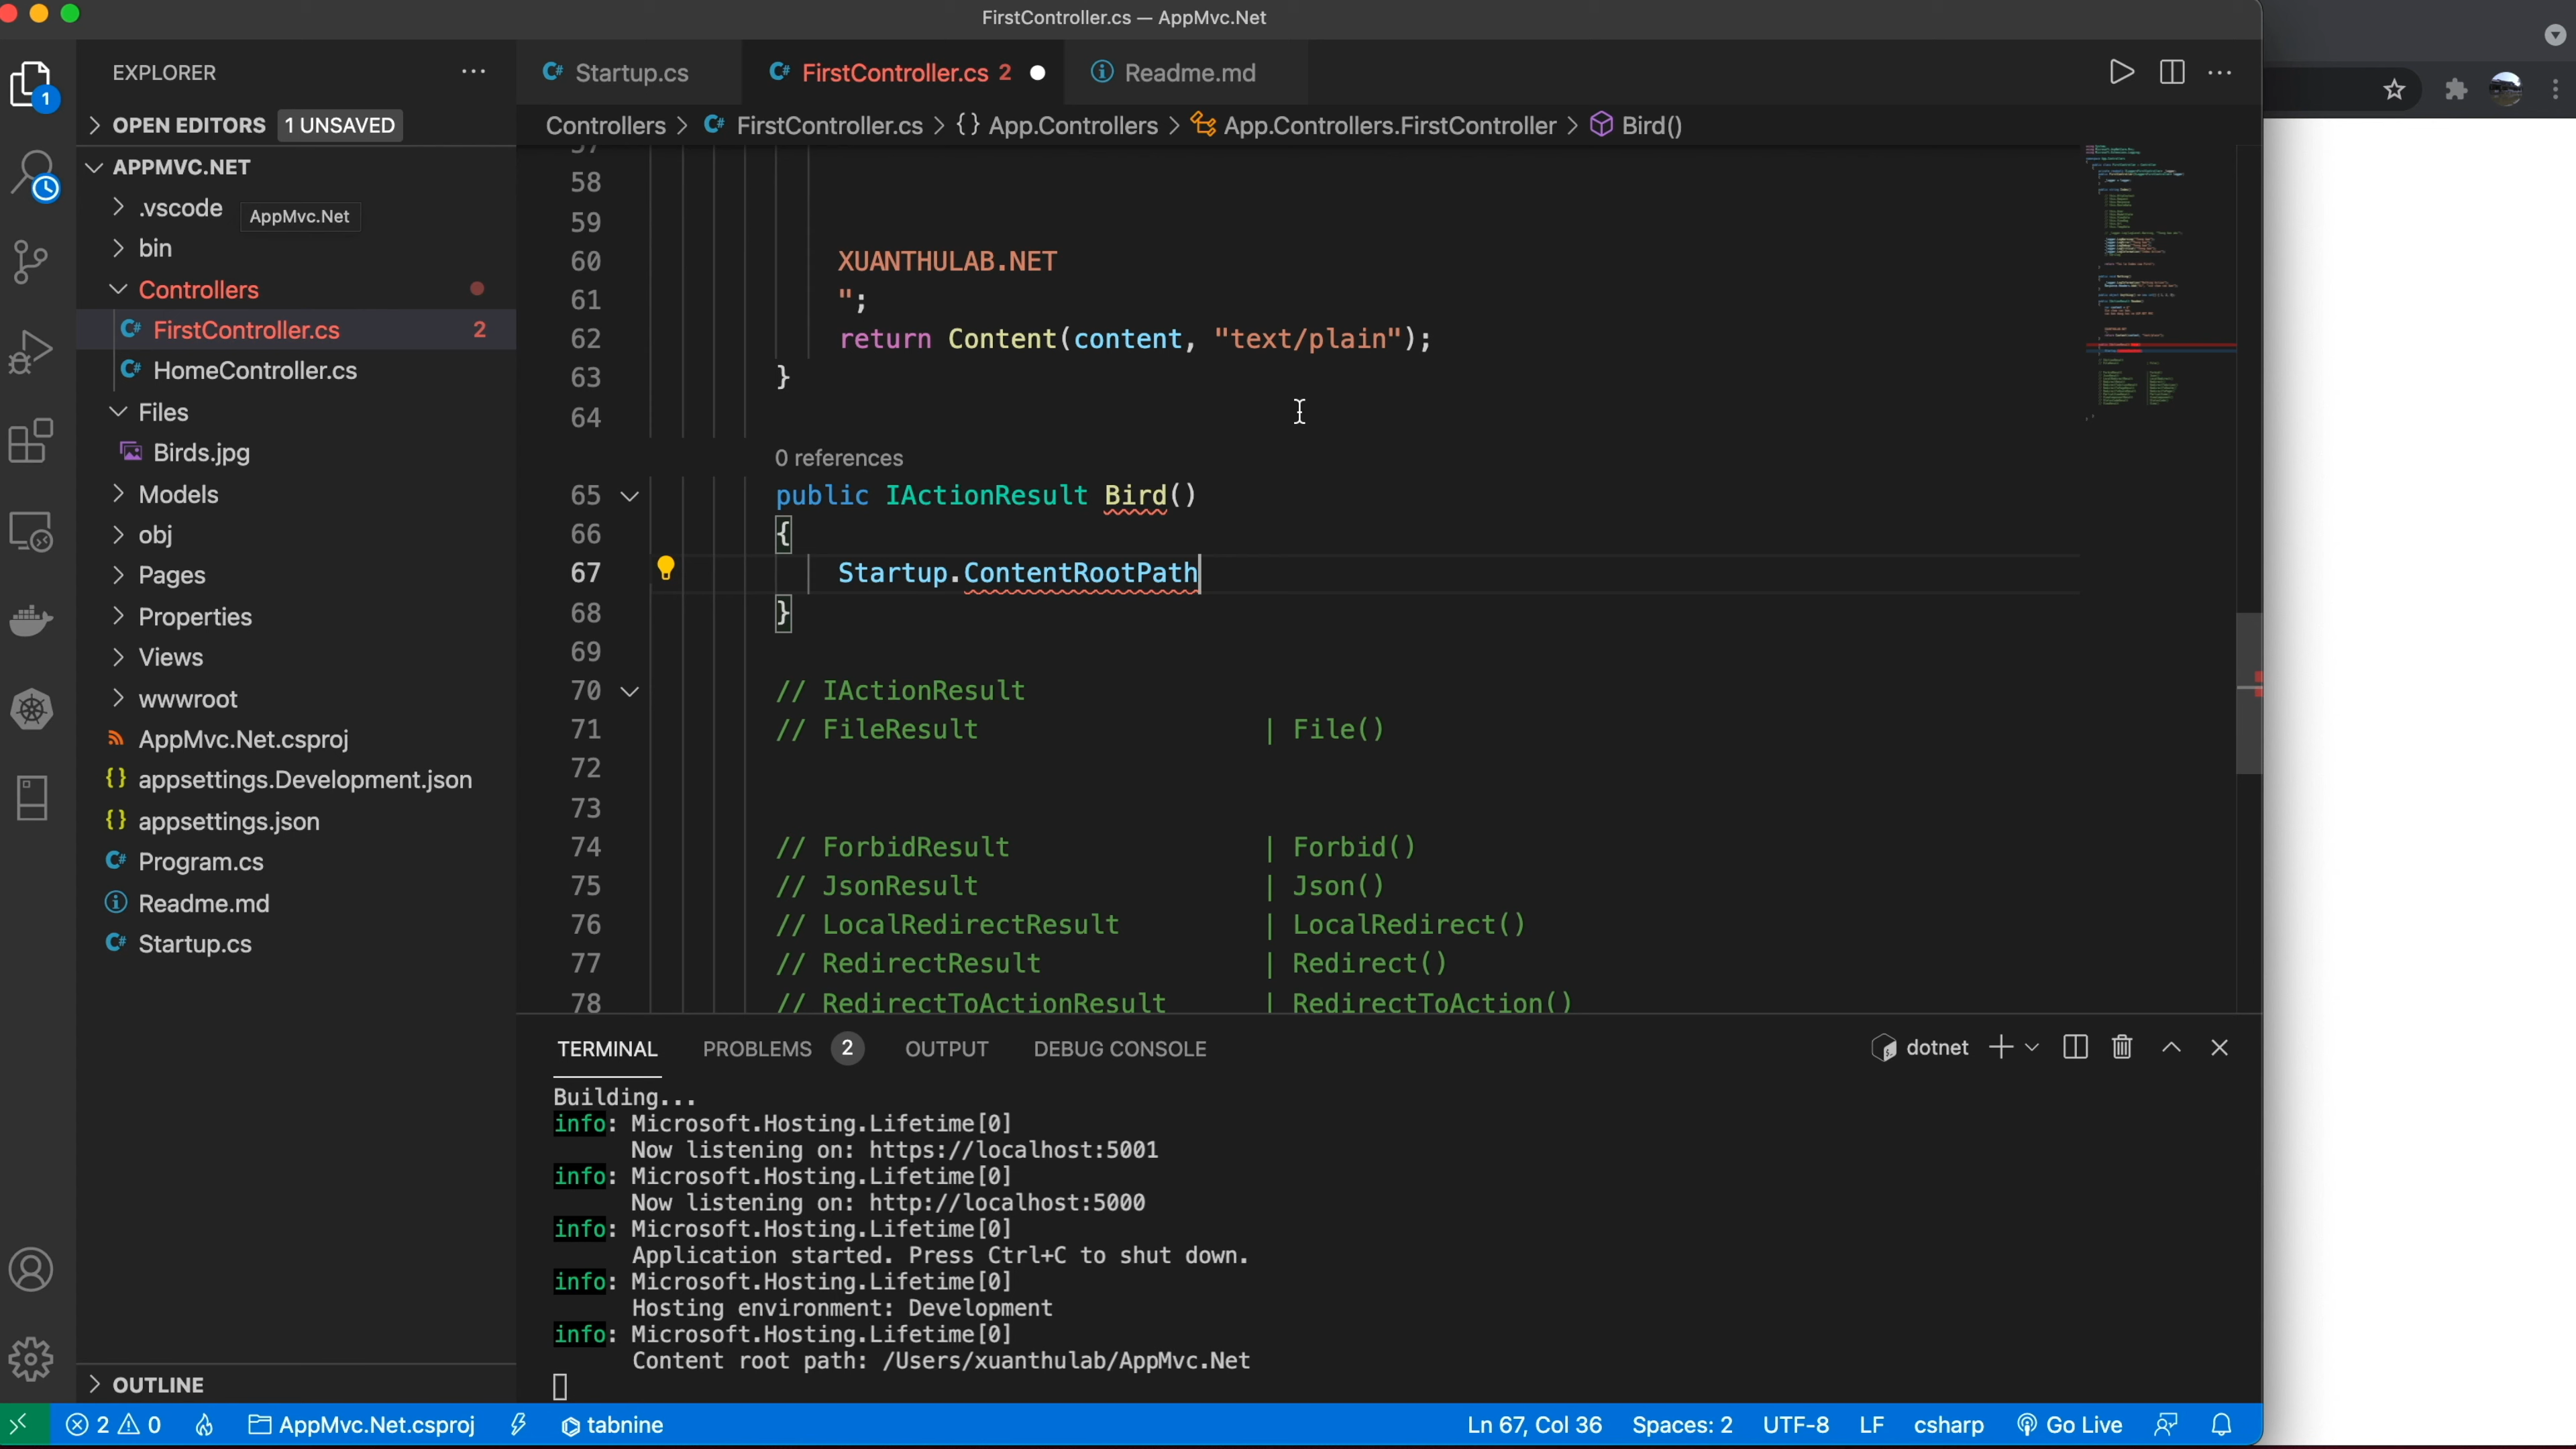 FirstController.cs — AppMvc.Net
EXPLORER
Startup.cs
FirstController.cs 2
Readme.md
OPEN EDITORS 1 UNSAVED
Controllers > FirstController.cs > {} App.Controllers > App.Controllers.FirstController > Bird()
APPMVC.NET
.vscode
AppMvc.Net
bin
Controllers
FirstController.cs 2
HomeController.cs
Files
Birds.jpg
Models
obj
Pages
Properties
Views
wwwroot
AppMvc.Net.csproj
appsettings.Development.json
appsettings.json
Program.cs
Readme.md
Startup.cs
OUTLINE
57
58
59
60 XUANTHULAB.NET
61 ";
62 return Content(content, "text/plain");
63 }
64
0 references
65 public IActionResult Bird()
66 {
67 Startup.ContentRootPath
68 }
69
70 // IActionResult
71 // FileResult | File()
72
73
74 // ForbidResult | Forbid()
75 // JsonResult | Json()
76 // LocalRedirectResult | LocalRedirect()
77 // RedirectResult | Redirect()
78 // RedirectToActionResult | RedirectToAction()
TERMINAL PROBLEMS 2 OUTPUT DEBUG CONSOLE
dotnet
Building...
info: Microsoft.Hosting.Lifetime[0]
Now listening on: https://localhost:5001
info: Microsoft.Hosting.Lifetime[0]
Now listening on: http://localhost:5000
info: Microsoft.Hosting.Lifetime[0]
Application started. Press Ctrl+C to shut down.
info: Microsoft.Hosting.Lifetime[0]
Hosting environment: Development
info: Microsoft.Hosting.Lifetime[0]
Content root path: /Users/xuanthulab/AppMvc.Net
2 0 AppMvc.Net.csproj tabnine
Ln 67, Col 36 Spaces: 2 UTF-8 LF csharp Go Live